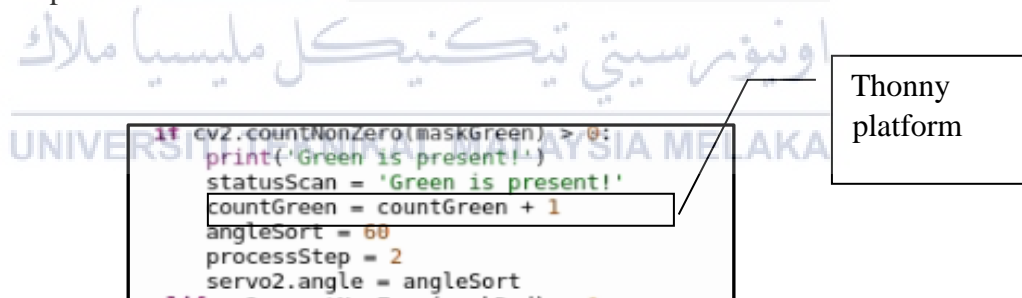 اونيۏرسيتي تيكنيكل مليسيا ملاك
Thonny
platform
UNIVERSITI TEKNIKAL MALAYSIA MELAKA
if cv2.countNonZero(maskGreen) > 0:
print('Green is present!')
statusScan = 'Green is present!'
countGreen = countGreen + 1
angleSort = 60
processStep = 2
servo2.angle = angleSort